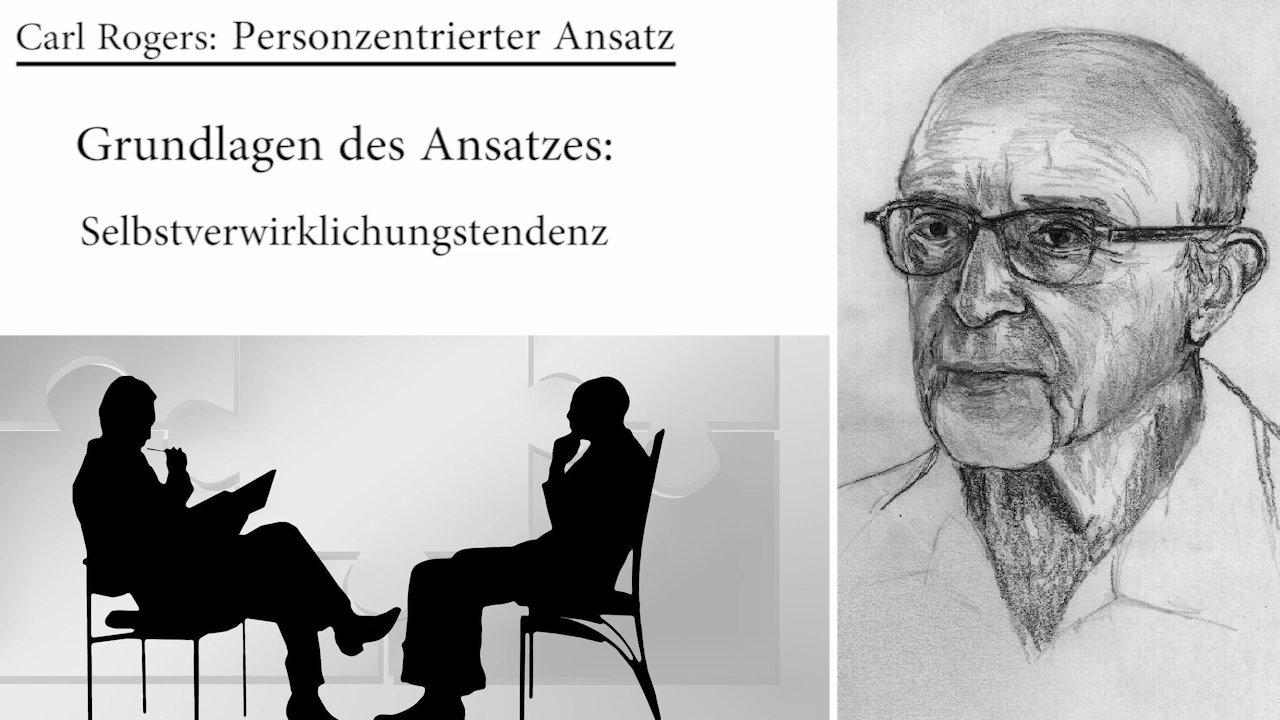 Carl Rogers: Personzentrierter Ansatz
Grundlagen des Ansatzes:
Selbstverwirklichungstendenz